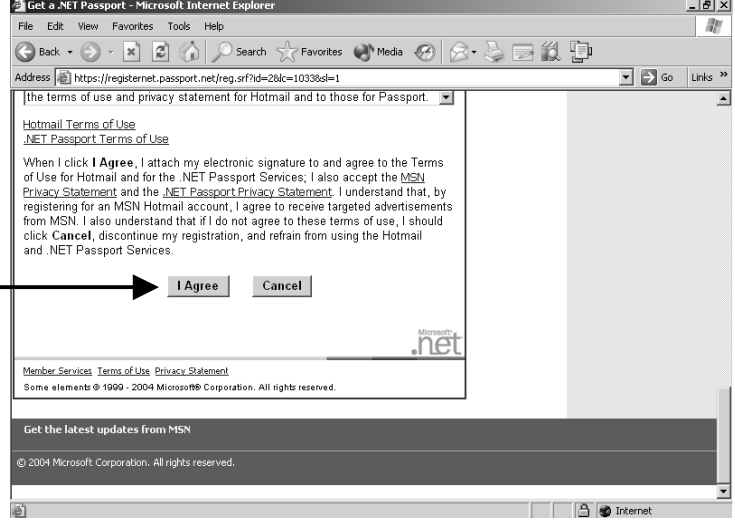 Get a .NET Passport - Microsoft Internet Explorer
File Edit View Favorites Tools Help
Back Search Favorites Media
Address https://registernet.passport.net/reg.srf?id=2&lc=1033&sl=1 Go Links »
the terms of use and privacy statement for Hotmail and to those for Passport.
Hotmail Terms of Use
.NET Passport Terms of Use
When I click I Agree, I attach my electronic signature to and agree to the Terms
of Use for Hotmail and for the .NET Passport Services; I also accept the MSN
Privacy Statement and the .NET Passport Privacy Statement. I understand that, by
registering for an MSN Hotmail account, I agree to receive targeted advertisements
from MSN. I also understand that if I do not agree to these terms of use, I should
click Cancel, discontinue my registration, and refrain from using the Hotmail
and .NET Passport Services.
I Agree Cancel
Microsoft
.net
Member Services Terms of Use Privacy Statement
Some elements © 1999 - 2004 Microsoft® Corporation. All rights reserved.
Get the latest updates from MSN
© 2004 Microsoft Corporation. All rights reserved.
Internet